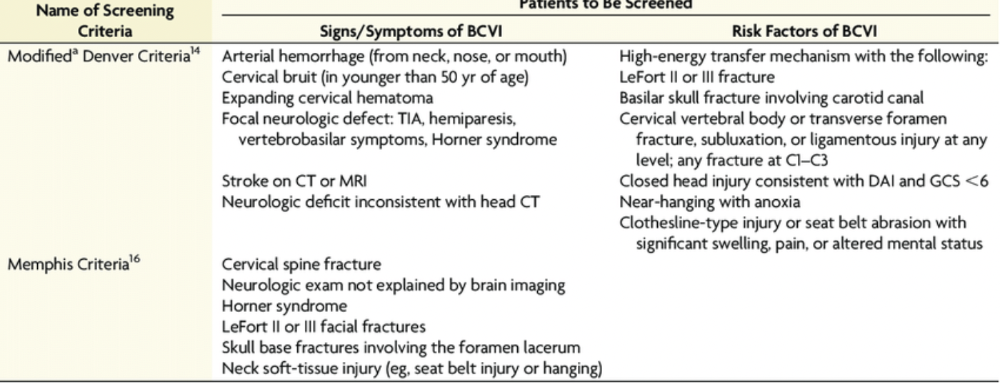 Patients to Be Screened
Name of Screening
Criteria
Signs/Symptoms of BCVI
Risk Factors of BCVI
Modifiedᵃ Denver Criteria¹⁴
Arterial hemorrhage (from neck, nose, or mouth)
Cervical bruit (in younger than 50 yr of age)
Expanding cervical hematoma
Focal neurologic defect: TIA, hemiparesis,
vertebrobasilar symptoms, Horner syndrome
Stroke on CT or MRI
Neurologic deficit inconsistent with head CT
High-energy transfer mechanism with the following:
LeFort II or III fracture
Basilar skull fracture involving carotid canal
Cervical vertebral body or transverse foramen
fracture, subluxation, or ligamentous injury at any
level; any fracture at C1–C3
Closed head injury consistent with DAI and GCS <6
Near-hanging with anoxia
Clothesline-type injury or seat belt abrasion with
significant swelling, pain, or altered mental status
Memphis Criteria¹⁶
Cervical spine fracture
Neurologic exam not explained by brain imaging
Horner syndrome
LeFort II or III facial fractures
Skull base fractures involving the foramen lacerum
Neck soft-tissue injury (eg, seat belt injury or hanging)